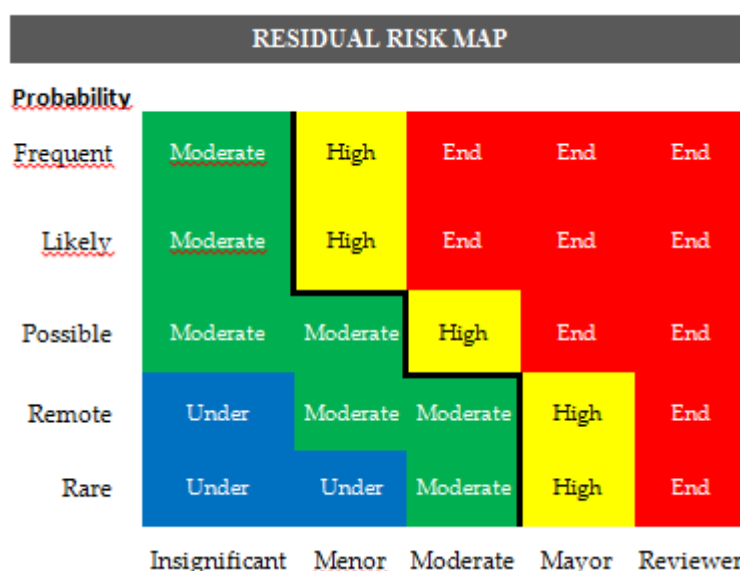 RESIDUAL RISK MAP
Probability
Frequent Moderate High End End End
Likely Moderate High End End End
Possible Moderate Moderate High End End
Remote Under Moderate Moderate High End
Rare Under Under Moderate High End
Insignificant Menor Moderate Mayor Reviewer